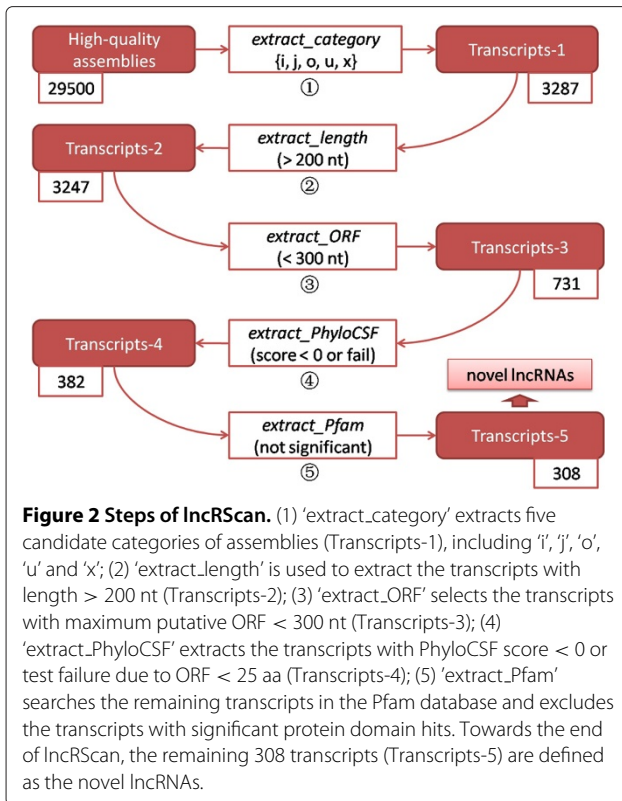 High-quality
assemblies
29500
extract_category
{i, j, o, u, x}
①
Transcripts-1
3287
Transcripts-2
3247
extract_length
(> 200 nt)
②
extract_ORF
(< 300 nt)
③
Transcripts-3
731
Transcripts-4
382
extract_PhyloCSF
(score < 0 or fail)
④
novel lncRNAs
extract_Pfam
(not significant)
⑤
Transcripts-5
308
Figure 2 Steps of lncRScan. (1) ‘extract_category’ extracts five
candidate categories of assemblies (Transcripts-1), including ‘i’, ‘j’, ‘o’,
‘u’ and ‘x’; (2) ‘extract_length’ is used to extract the transcripts with
length > 200 nt (Transcripts-2); (3) ‘extract_ORF’ selects the transcripts
with maximum putative ORF < 300 nt (Transcripts-3); (4)
‘extract_PhyloCSF’ extracts the transcripts with PhyloCSF score < 0 or
test failure due to ORF < 25 aa (Transcripts-4); (5) ’extract_Pfam’
searches the remaining transcripts in the Pfam database and excludes
the transcripts with significant protein domain hits. Towards the end
of lncRScan, the remaining 308 transcripts (Transcripts-5) are defined
as the novel lncRNAs.